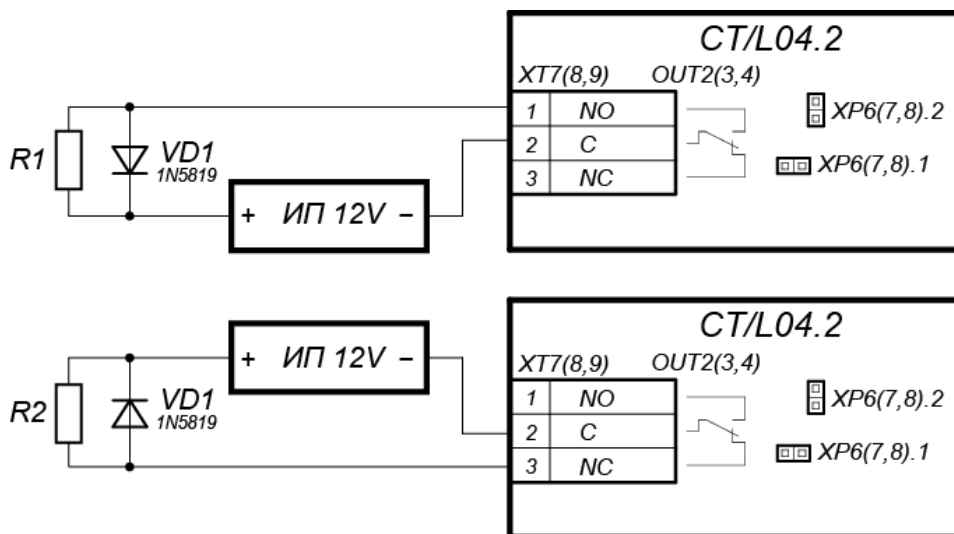 CT/L04.2
XT7(8,9) OUT2(3,4)
1 NO
2 C
3 NC
XP6(7,8).2
XP6(7,8).1
R1
VD1
1N5819
+ ИП 12V −
CT/L04.2
XT7(8,9) OUT2(3,4)
1 NO
2 C
3 NC
XP6(7,8).2
XP6(7,8).1
+ ИП 12V −
R2
VD1
1N5819